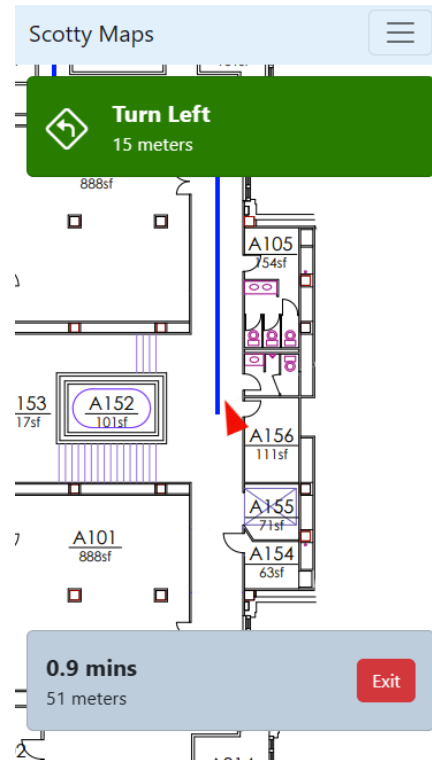 Scotty Maps
Turn Left
15 meters
888sf
A105
154sf
153
A152
17sf
101sf
A156
111sf
A155
71sf
A101
888sf
A154
63sf
0.9 mins
51 meters
Exit